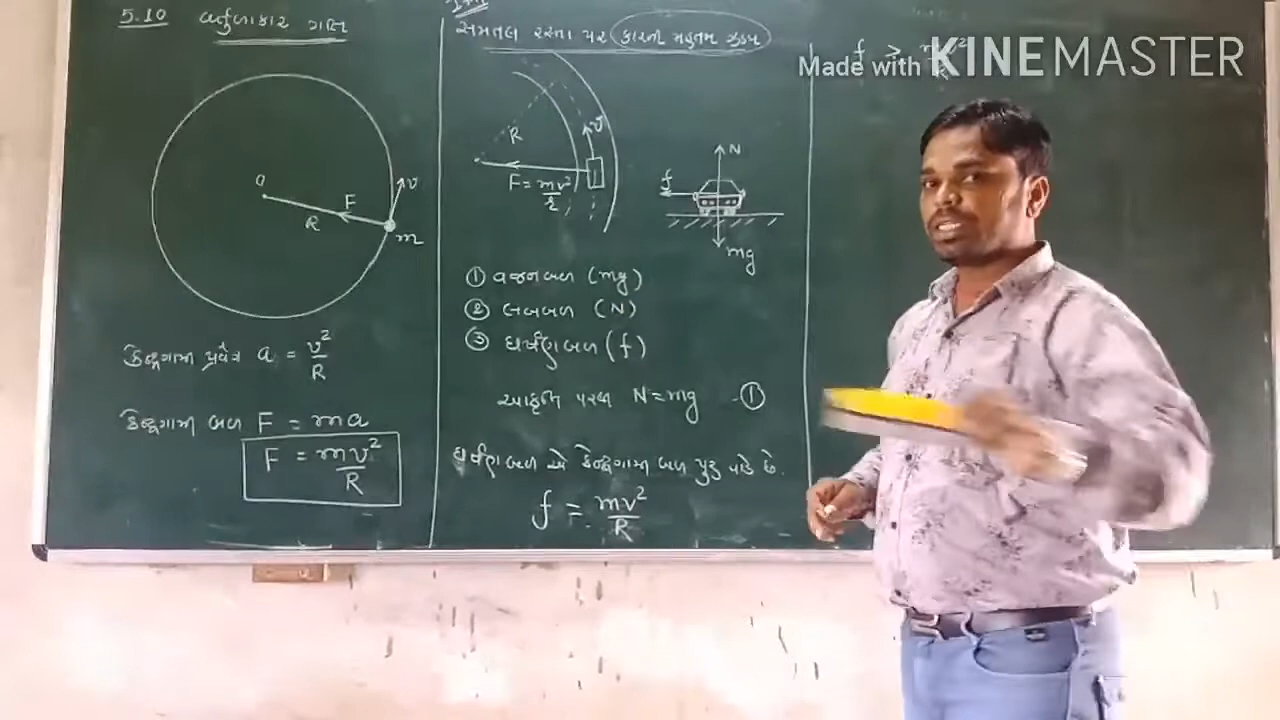 5.10 વર્તુળાકાર ગતિ
v
F
R
m
કેન્દ્રગામી પ્રવેગ a = v²/R
કેન્દ્રગામી બળ F = ma
F = mv²/R
સમતલ રસ્તા પર કારની મહત્તમ ઝડપ
R
v
F = mv²/R
N
f
mg
① વજનબળ (mg)
② લંબબળ (N)
③ ઘર્ષણબળ (f)
આકૃતિ પરથી N = mg -①
ઘર્ષણ બળ એ કેન્દ્રગામી બળ પુરુ પાડે છે.
f = mv²/R
Made with KINEMASTER